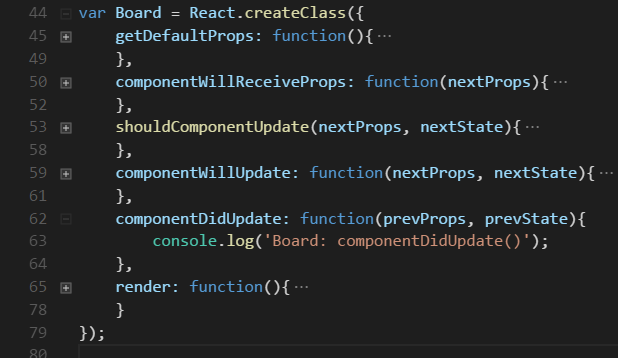 44 var Board = React.createClass({
45 getDefaultProps: function(){ ···
49 },
50 componentWillReceiveProps: function(nextProps){ ···
52 },
53 shouldComponentUpdate(nextProps, nextState){ ···
58 },
59 componentWillUpdate: function(nextProps, nextState){ ···
61 },
62 componentDidUpdate: function(prevProps, prevState){
63 console.log('Board: componentDidUpdate()');
64 },
65 render: function(){ ···
78 }
79 });
80